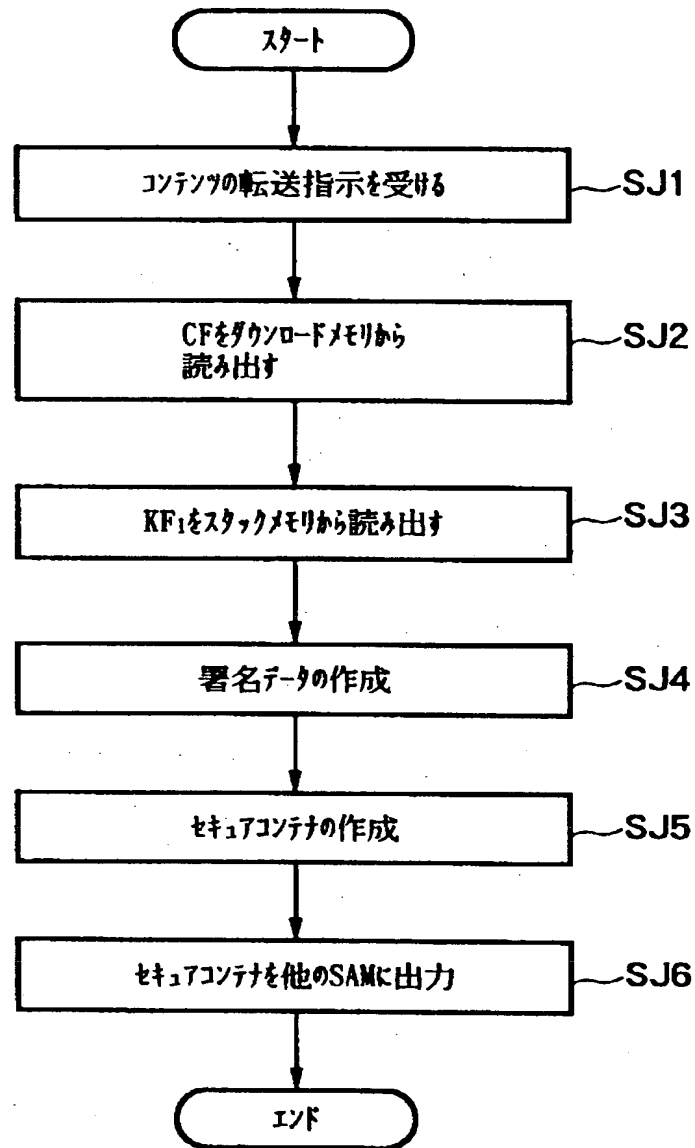 スタート
コンテンツの転送指示を受ける
SJ1
CFをダウンロードメモリから
読み出す
SJ2
KF₁をスタックメモリから読み出す
SJ3
署名データの作成
SJ4
セキュアコンテナの作成
SJ5
セキュアコンテナを他のSAMに出力
SJ6
エンド